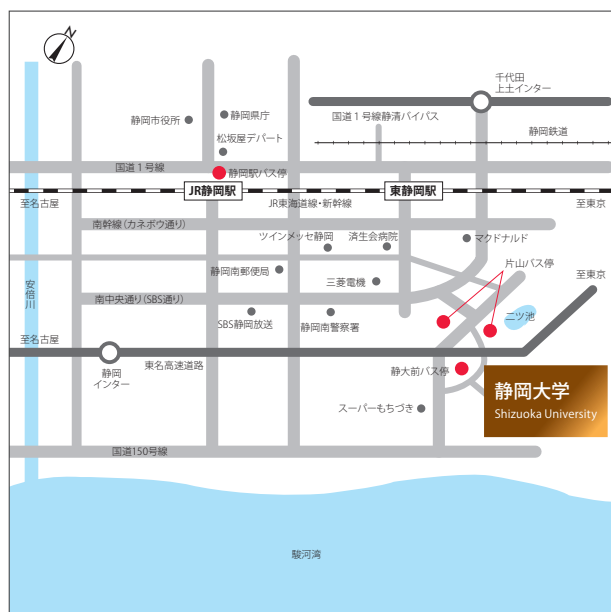 N
千代田
上土インター
静岡県庁
静岡市役所
国道１号線静清バイパス
静岡鉄道
松坂屋デパート
国道１号線
静岡駅バス停
JR静岡駅
東静岡駅
至名古屋
JR東海道線・新幹線
至東京
南幹線（カネボウ通り）
ツインメッセ静岡
済生会病院
マクドナルド
片山バス停
静岡南郵便局
三菱電機
至東京
安倍川
南中央通り（SBS通り）
SBS静岡放送
静岡南警察署
二ツ池
至名古屋
東名高速道路
静岡
インター
静大前バス停
静岡大学
Shizuoka University
スーパーもちづき
国道150号線
駿河湾